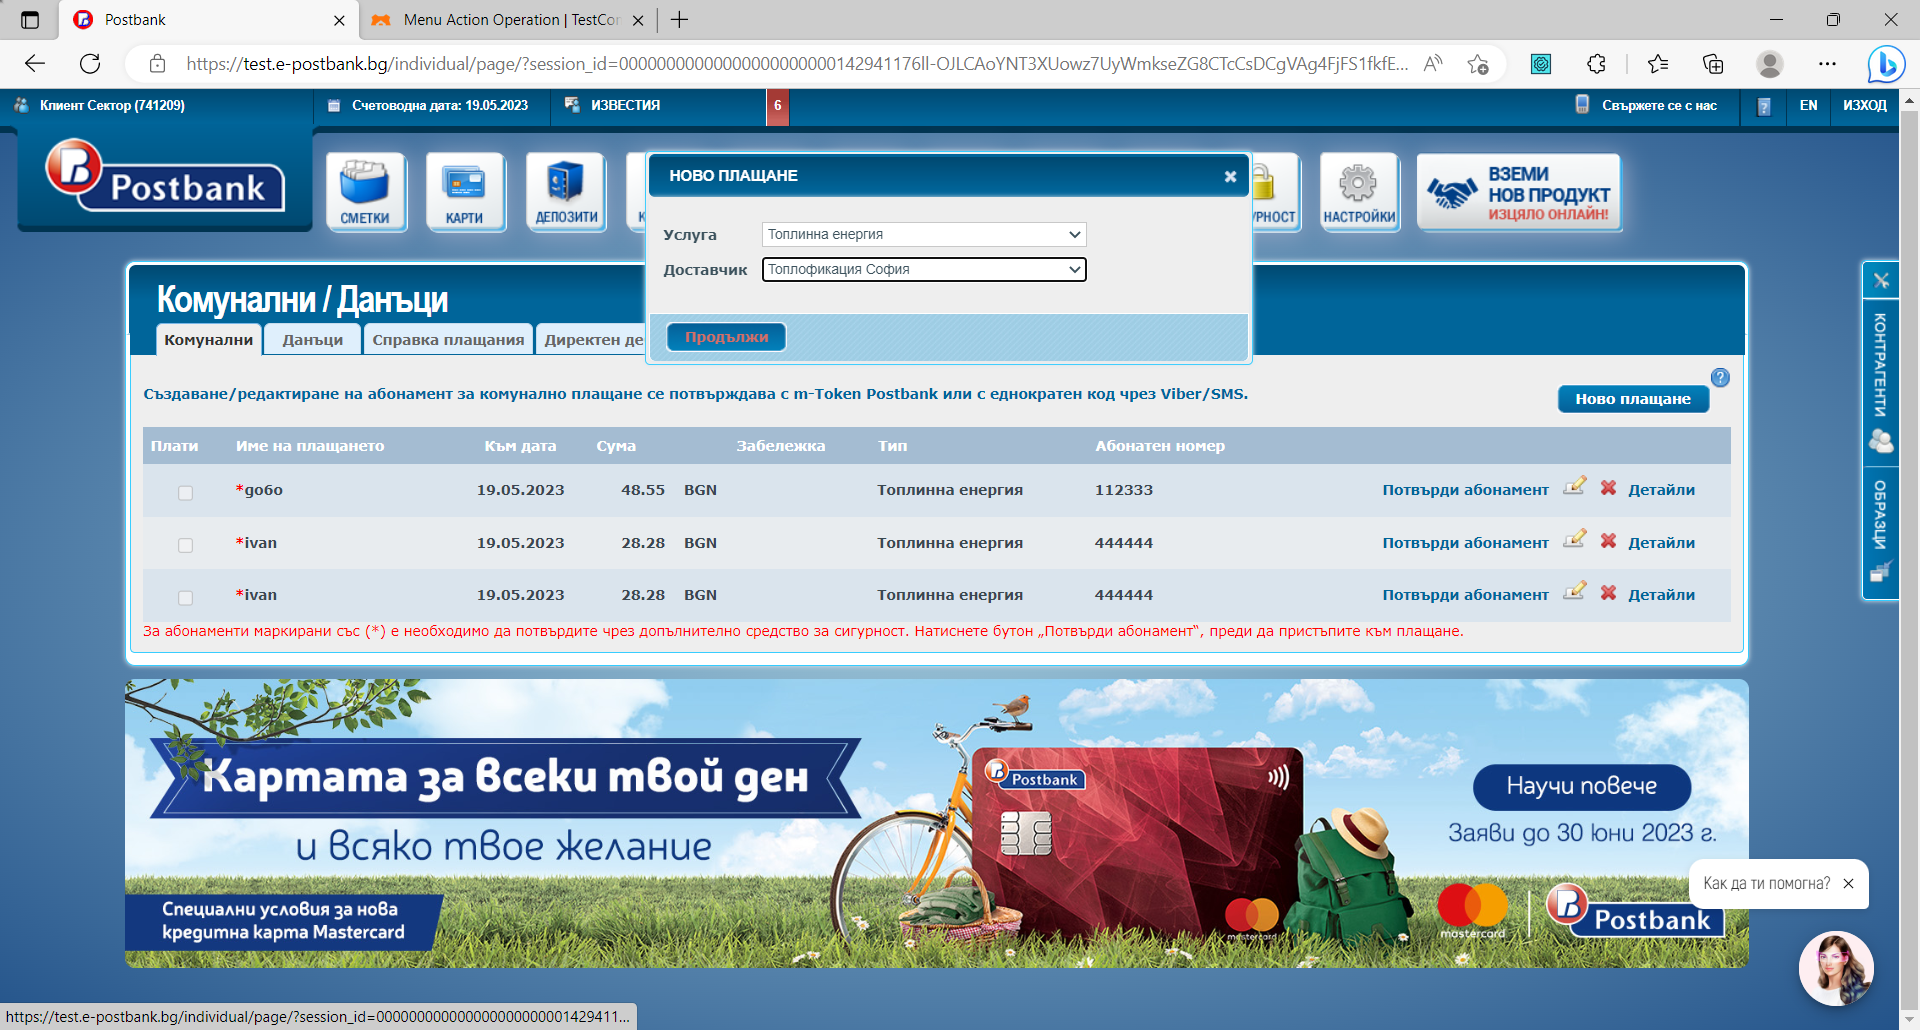 Postbank
Menu Action Operation | TestCo
https://test.e-postbank.bg/individual/page/?session_id=
Клиент Сектор (741209)
Счетоводна дата: 19.05.2023
ИЗВЕСТИЯ
6
Свържете се с нас
EN
ИЗХОД
Postbank
СМЕТКИ
КАРТИ
ДЕПОЗИТИ
НАСТРОЙКИ
ВЗЕМИ
НОВ ПРОДУКТ
ИЗЦЯЛО ОНЛАЙН!
НОВО ПЛАЩАНЕ
Услуга
Топлинна енергия
Доставчик
Топлофикация София
Продължи
Комунални / Данъци
Комунални
Данъци
Справка плащания
Директен де
Създаване/редактиране на абонамент за комунално плащане се потвърждава с m-Token Postbank или с еднократен код чрез Viber/SMS.
Ново плащане
Плати Име на плащането Към дата Сума Забележка Тип Абонатен номер
*gobo 19.05.2023 48.55 BGN Топлинна енергия 112333 Потвърди абонамент Детайли
*ivan 19.05.2023 28.28 BGN Топлинна енергия 444444 Потвърди абонамент Детайли
*ivan 19.05.2023 28.28 BGN Топлинна енергия 444444 Потвърди абонамент Детайли
За абонаменти маркирани със (*) е необходимо да потвърдите чрез допълнително средство за сигурност. Натиснете бутон „Потвърди абонамент“, преди да пристъпите към плащане.
КОНТРАГЕНТИ
ОБРАЗЦИ
Картата за всеки твой ден
и всяко твое желание
Специални условия за нова
кредитна карта Mastercard
Postbank
mastercard
Научи повече
Заяви до 30 юни 2023 г.
mastercard
Postbank
Как да ти помогна?
https://test.e-postbank.bg/individual/page/?session_id=